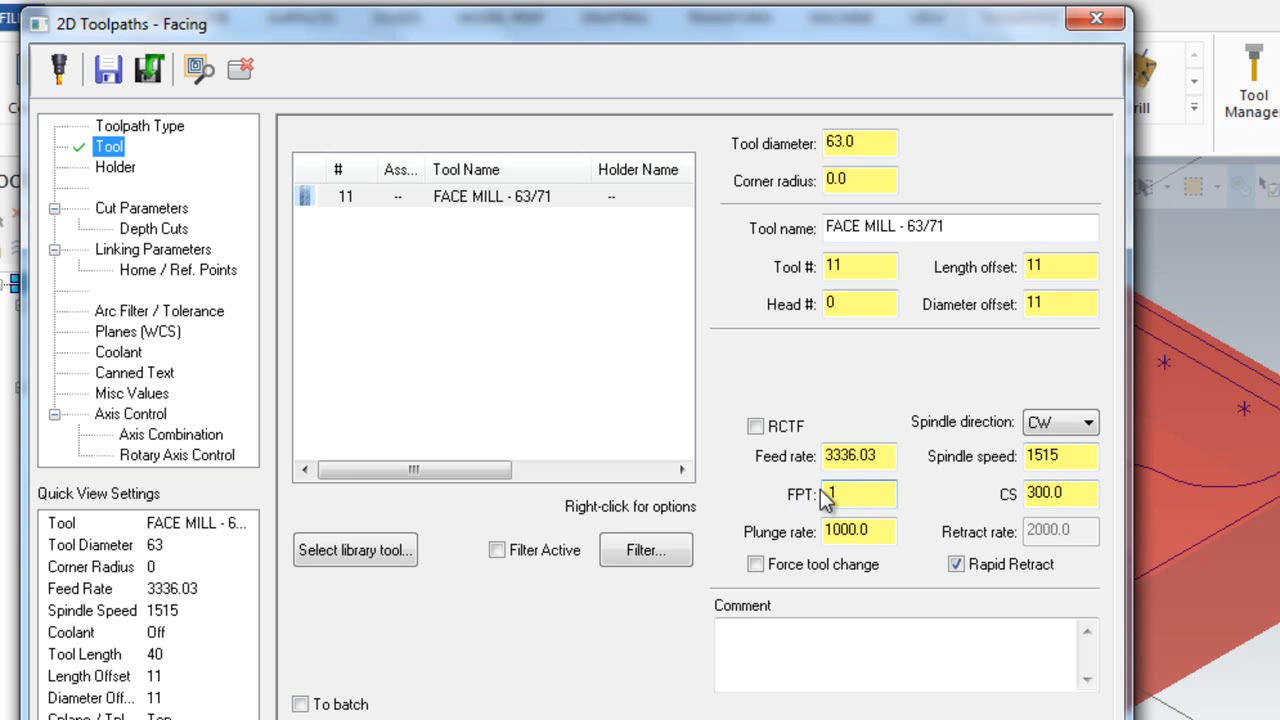 FIL
2D Toolpaths - Facing
Toolpath Type
Tool
Holder
Cut Parameters
Depth Cuts
Linking Parameters
Home / Ref. Points
Arc Filter / Tolerance
Planes (WCS)
Coolant
Canned Text
Misc Values
Axis Control
Axis Combination
Rotary Axis Control
Quick View Settings
Tool FACE MILL - 6...
Tool Diameter 63
Corner Radius 0
Feed Rate 3336.03
Spindle Speed 1515
Coolant Off
Tool Length 40
Length Offset 11
Diameter Off... 11
Cplane / Tpl... Top
# Ass... Tool Name Holder Name
11 -- FACE MILL - 63/71 --
Right-click for options
Select library tool...
Filter Active
Filter...
To batch
Tool diameter: 63.0
Corner radius: 0.0
Tool name: FACE MILL - 63/71
Tool #: 11 Length offset: 11
Head #: 0 Diameter offset: 11
RCTF Spindle direction: CW
Feed rate: 3336.03 Spindle speed: 1515
FPT: .1 CS 300.0
Plunge rate: 1000.0 Retract rate: 2000.0
Force tool change Rapid Retract
Comment
rill
Tool
Manage